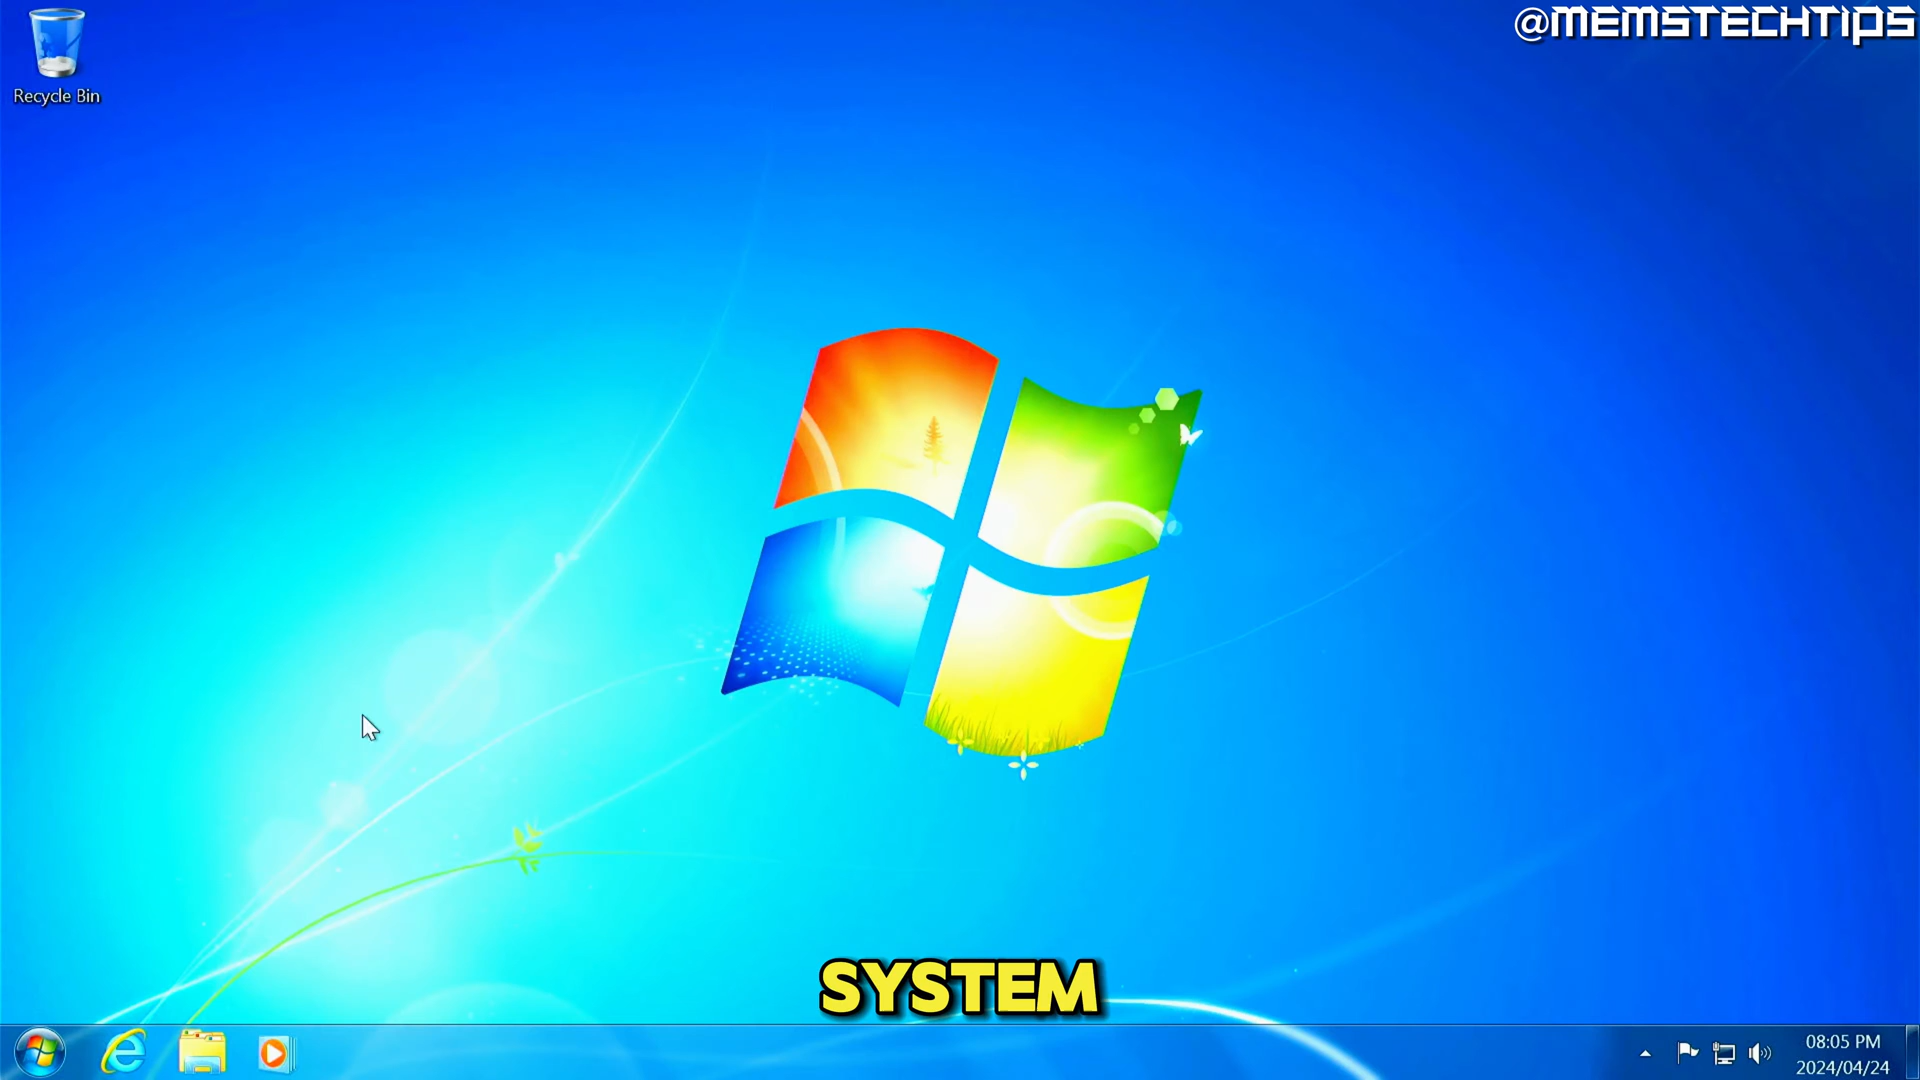 @MEMSTECHTIPS
Recycle Bin
SYSTEM
08:05 PM
2024/04/24